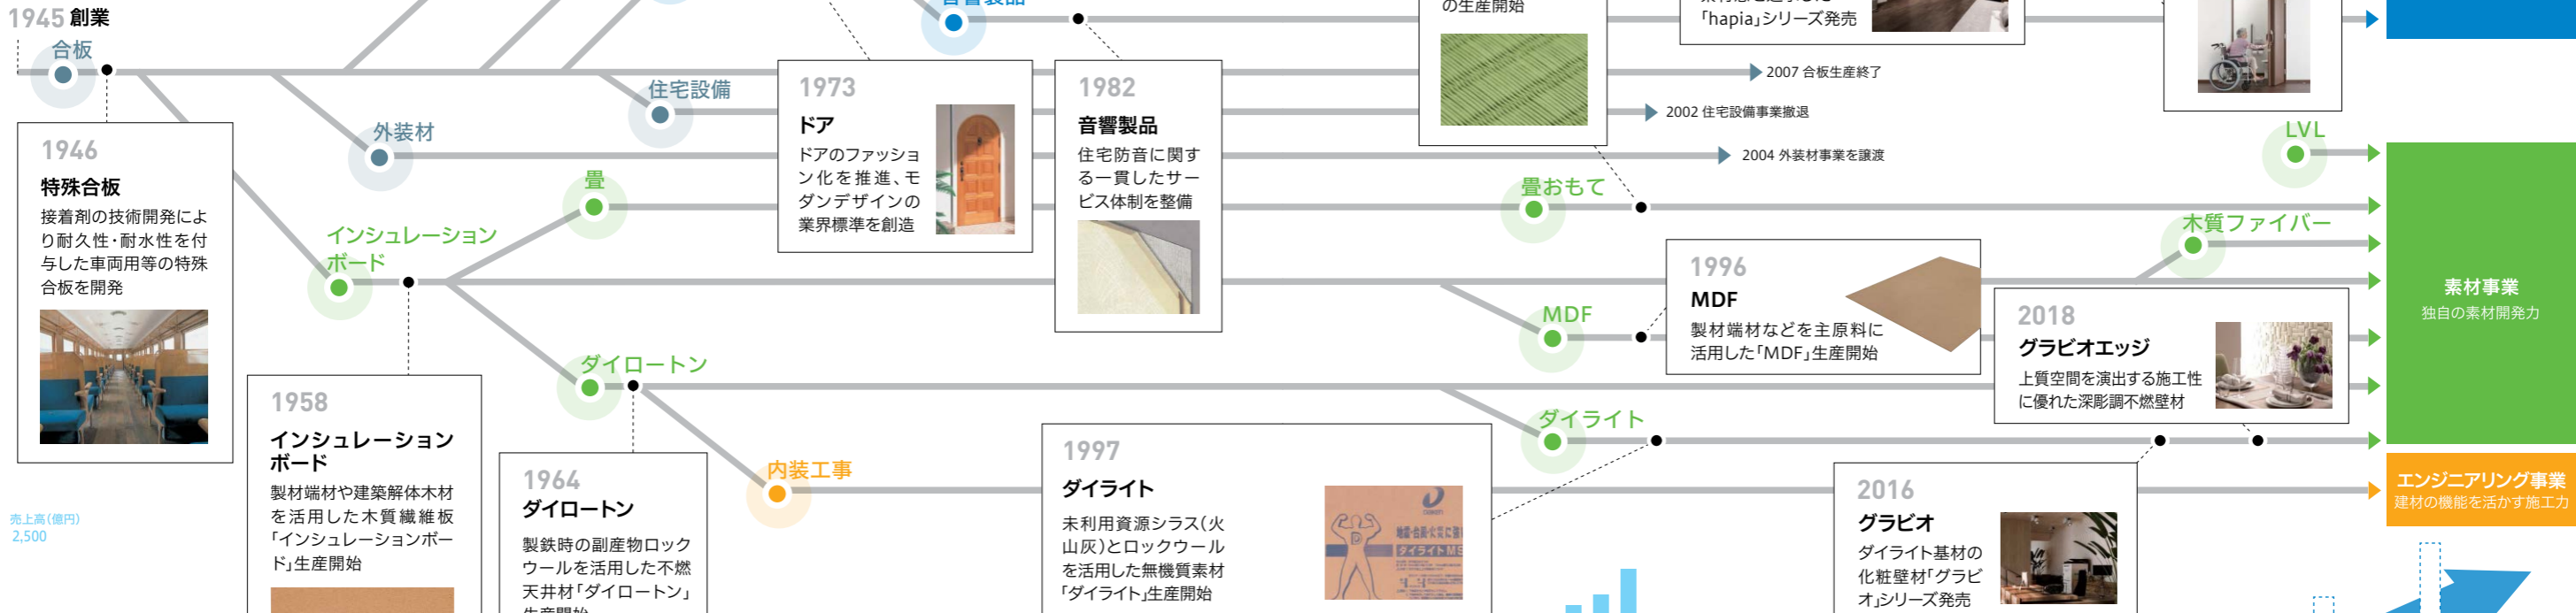 1945 創業
合板
1946
特殊合板
接着剤の技術開発によ
り耐久性・耐水性を付
与した車両用等の特殊
合板を開発
外装材
住宅設備
音響製品
畳
インシュレーション
ボード
1958
インシュレーション
ボード
製材端材や建築解体木材
を活用した木質繊維板
「インシュレーションボー
ド」生産開始
ダイロートン
1964
ダイロートン
製鉄時の副産物ロック
ウールを活用した不燃
天井材「ダイロートン」
生産開始
内装工事
1973
ドア
ドアのファッショ
ン化を推進、モ
ダンデザインの
業界標準を創造
1982
音響製品
住宅防音に関す
る一貫したサー
ビス体制を整備
の生産開始
「hapia」シリーズ発売
2007 合板生産終了
2002 住宅設備事業撤退
2004 外装材事業を譲渡
畳おもて
MDF
1996
MDF
製材端材などを主原料に
活用した「MDF」生産開始
ダイライト
1997
ダイライト
未利用資源シラス(火
山灰)とロックウール
を活用した無機質素材
「ダイライト」生産開始
ダイライトMS
LVL
木質ファイバー
2018
グラビオエッジ
上質空間を演出する施工性
に優れた深彫調不燃壁材
2016
グラビオ
ダイライト基材の
化粧壁材「グラビ
オ」シリーズ発売
素材事業
独自の素材開発力
エンジニアリング事業
建材の機能を活かす施工力
売上高(億円)
2,500